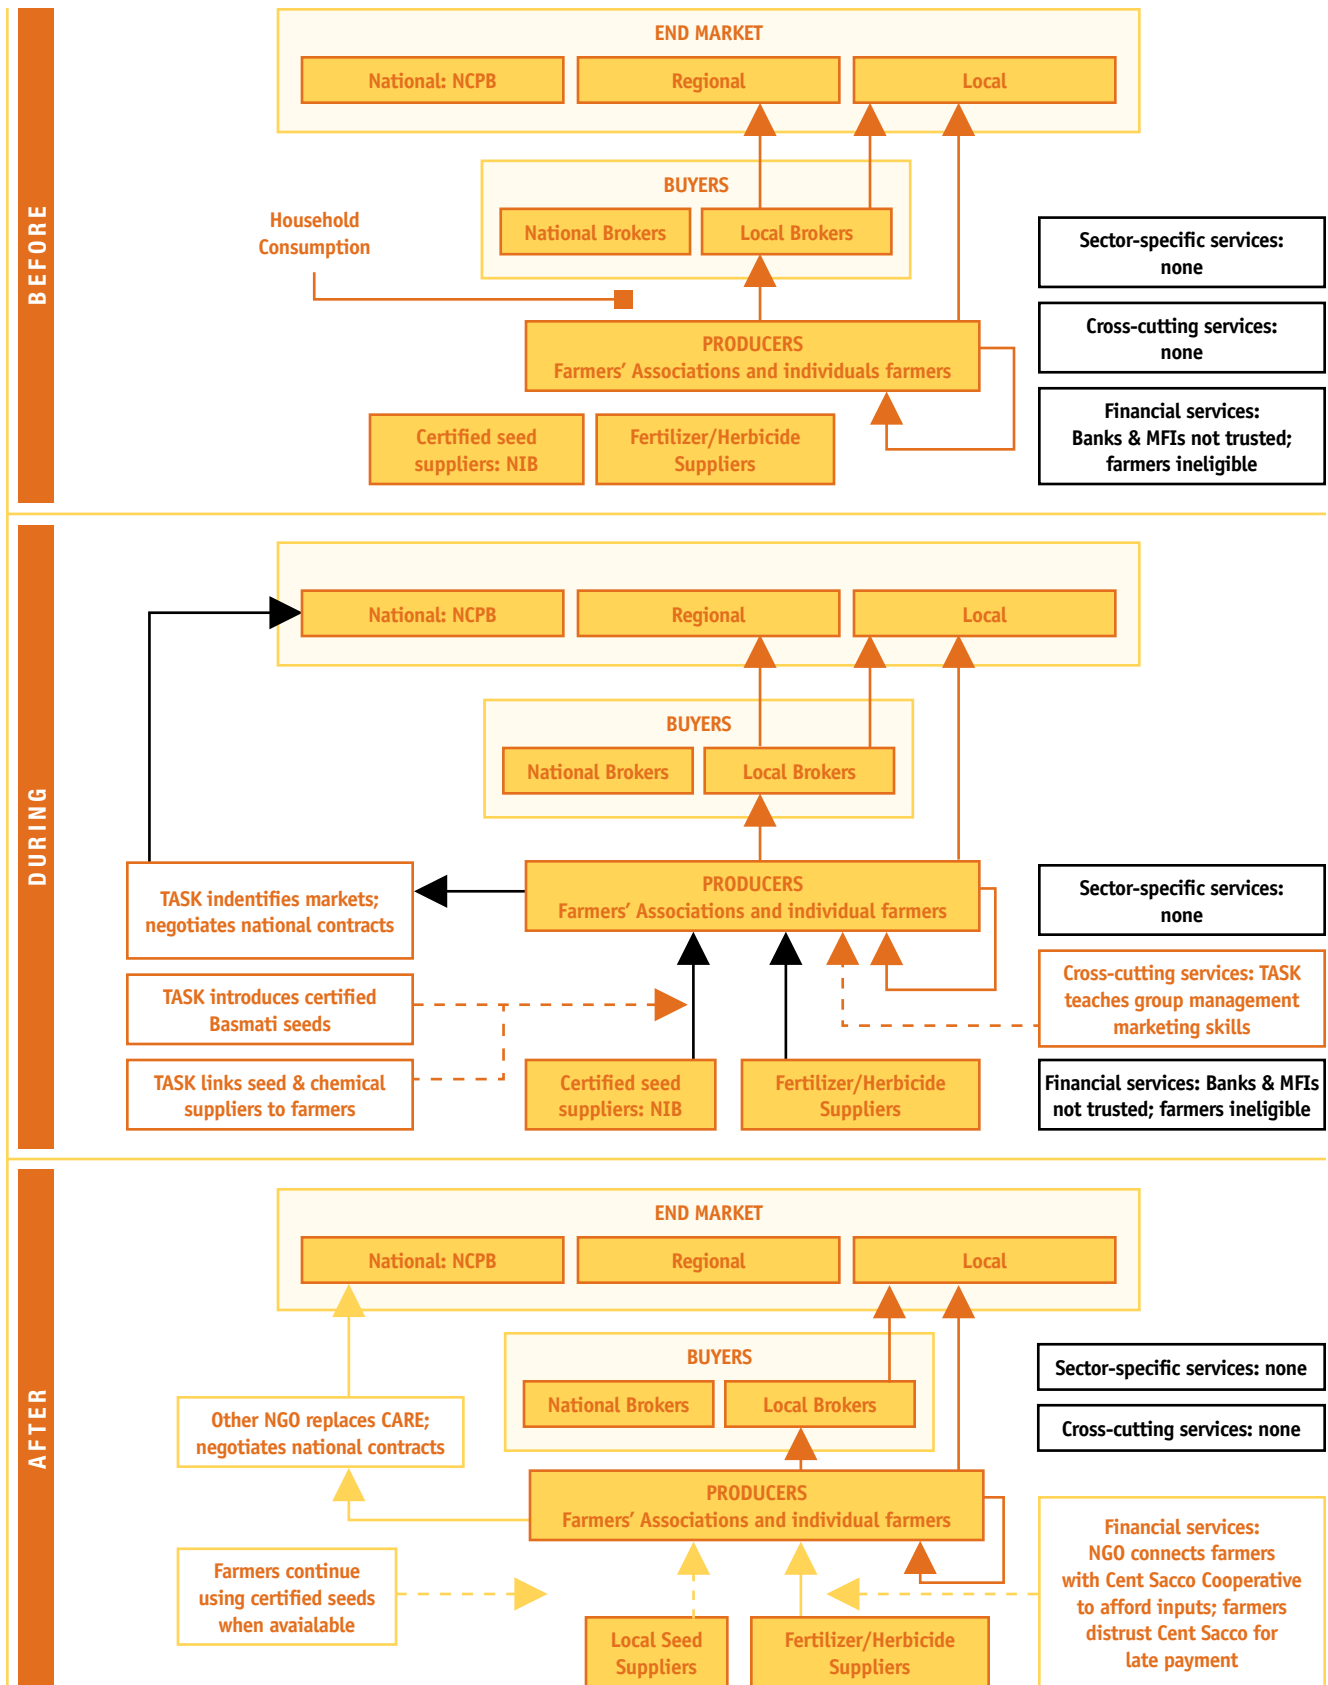 BEFORE
END MARKET
National: NCPB
Regional
Local
BUYERS
National Brokers
Local Brokers
Household
Consumption
PRODUCERS
Farmers’ Associations and individuals farmers
Certified seed
suppliers: NIB
Fertilizer/Herbicide
Suppliers
Sector-specific services:
none
Cross-cutting services:
none
Financial services:
Banks & MFIs not trusted;
farmers ineligible
DURING
National: NCPB
Regional
Local
BUYERS
National Brokers
Local Brokers
TASK indentifies markets;
negotiates national contracts
PRODUCERS
Farmers’ Associations and individual farmers
TASK introduces certified
Basmati seeds
TASK links seed & chemical
suppliers to farmers
Certified seed
suppliers: NIB
Fertilizer/Herbicide
Suppliers
Sector-specific services:
none
Cross-cutting services: TASK
teaches group management
marketing skills
Financial services: Banks & MFIs
not trusted; farmers ineligible
AFTER
END MARKET
National: NCPB
Regional
Local
BUYERS
National Brokers
Local Brokers
Other NGO replaces CARE;
negotiates national contracts
PRODUCERS
Farmers’ Associations and individual farmers
Farmers continue
using certified seeds
when avaialable
Local Seed
Suppliers
Fertilizer/Herbicide
Suppliers
Sector-specific services: none
Cross-cutting services: none
Financial services:
NGO connects farmers
with Cent Sacco Cooperative
to afford inputs; farmers
distrust Cent Sacco for
late payment